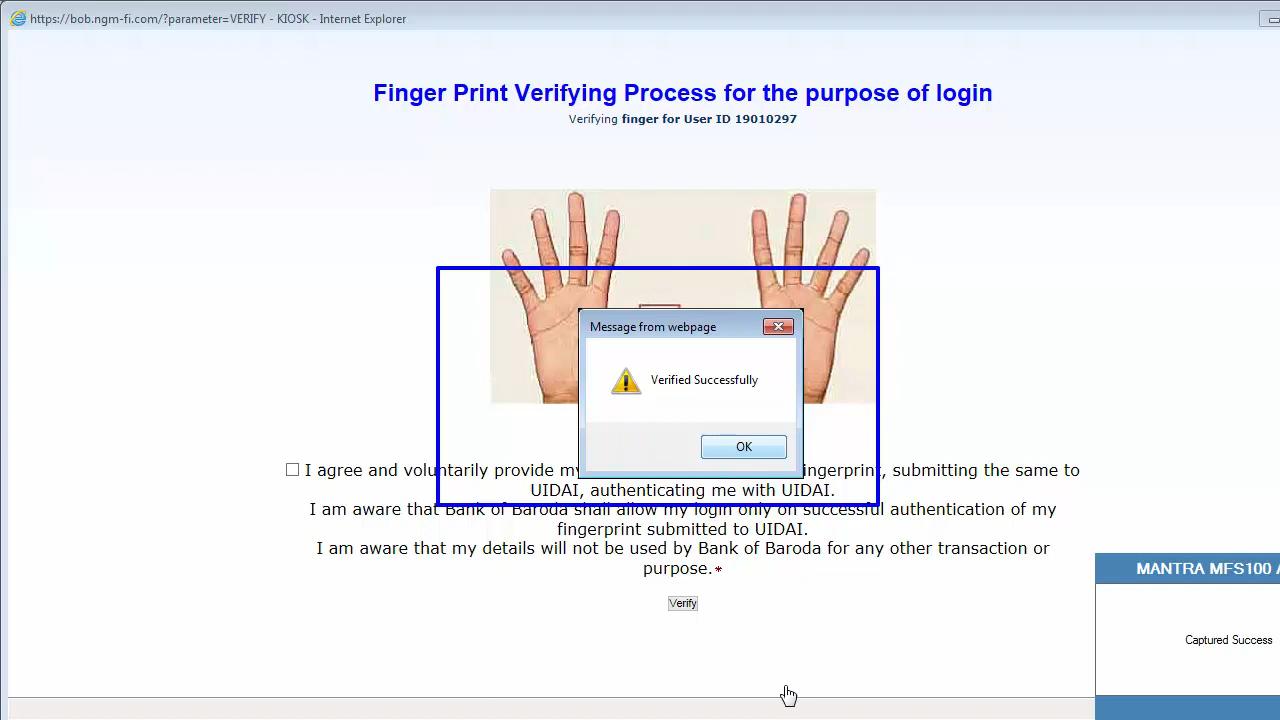 https://bob.ngm-fi.com/?parameter=VERIFY - KIOSK - Internet Explorer
Finger Print Verifying Process for the purpose of login
Verifying finger for User ID 19010297
Message from webpage
Verified Successfully
OK
I agree and voluntarily provide my ingerprint, submitting the same to
UIDAI, authenticating me with UIDAI.
I am aware that Bank of Baroda shall allow my login only on successful authentication of my
fingerprint submitted to UIDAI.
I am aware that my details will not be used by Bank of Baroda for any other transaction or
purpose.*
Verify
MANTRA MFS100 A
Captured Success